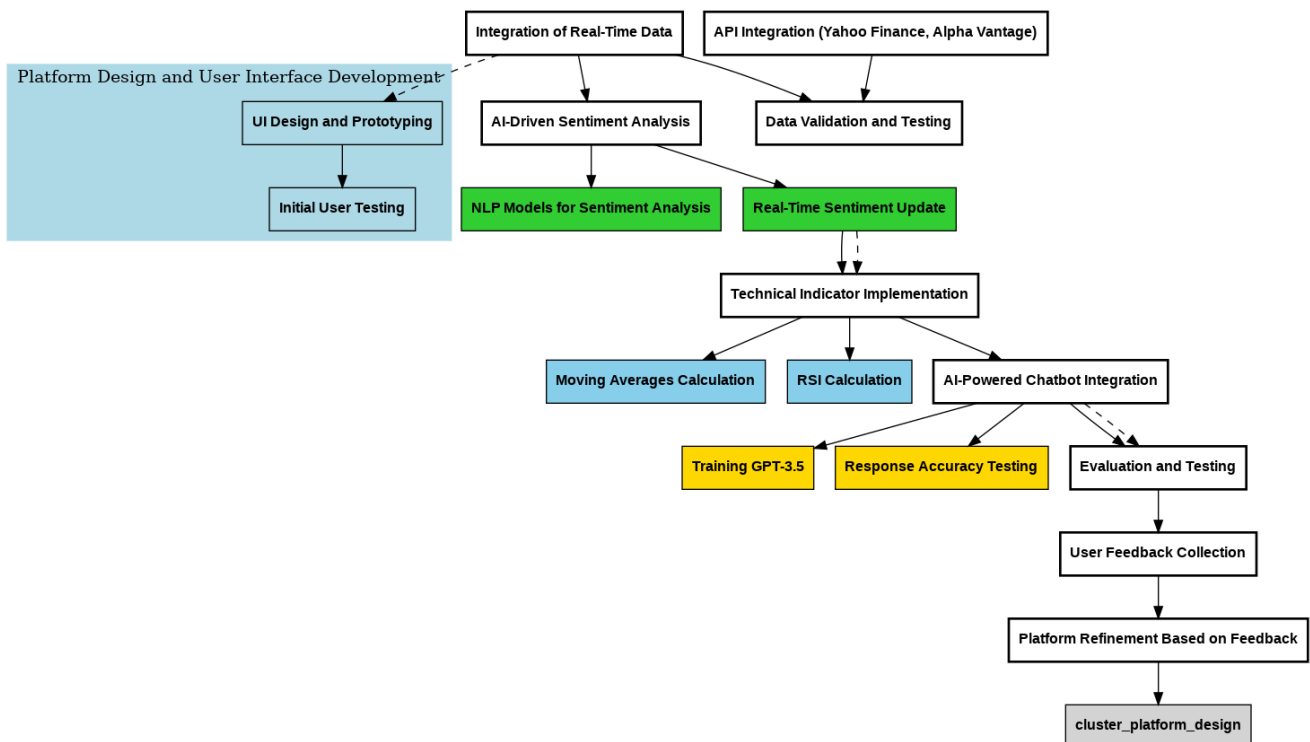 Integration of Real-Time Data
API Integration (Yahoo Finance, Alpha Vantage)
Platform Design and User Interface Development
UI Design and Prototyping
AI-Driven Sentiment Analysis
Data Validation and Testing
Initial User Testing
NLP Models for Sentiment Analysis
Real-Time Sentiment Update
Technical Indicator Implementation
Moving Averages Calculation
RSI Calculation
AI-Powered Chatbot Integration
Training GPT-3.5
Response Accuracy Testing
Evaluation and Testing
User Feedback Collection
Platform Refinement Based on Feedback
cluster_platform_design